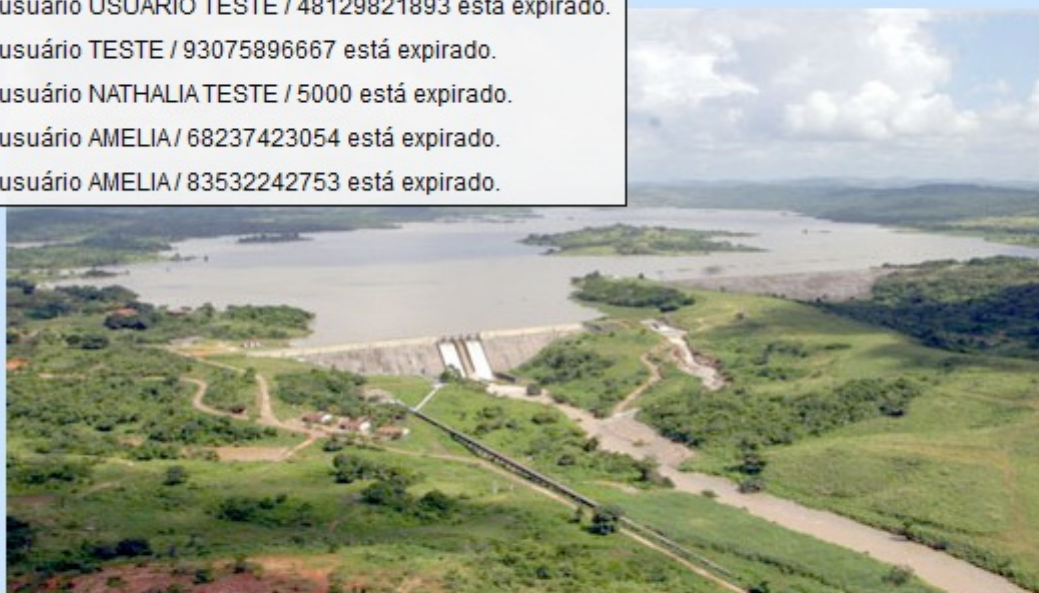 usuário USUARIO TESTE / 48129821893 está expirado.
usuário TESTE / 93075896667 está expirado.
usuário NATHALIA TESTE / 5000 está expirado.
usuário AMELIA / 68237423054 está expirado.
usuário AMELIA / 83532242753 está expirado.